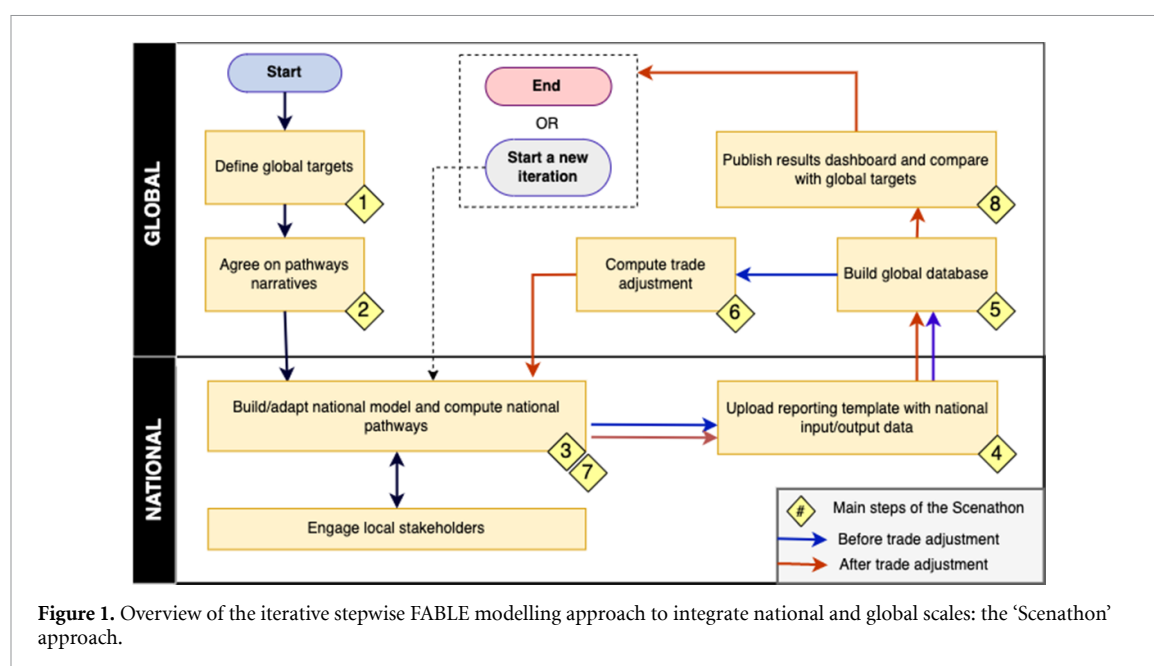 GLOBAL
Start
Define global targets
1
Agree on pathways
narratives
2
End
OR
Start a new
iteration
Publish results dashboard and compare
with global targets
8
Compute trade
adjustment
6
Build global database
5
NATIONAL
Build/adapt national model and compute national
pathways
3
7
Upload reporting template with national
input/output data
4
Engage local stakeholders
# Main steps of the Scenathon
Before trade adjustment
After trade adjustment
Figure 1. Overview of the iterative stepwise FABLE modelling approach to integrate national and global scales: the ‘Scenathon’
approach.